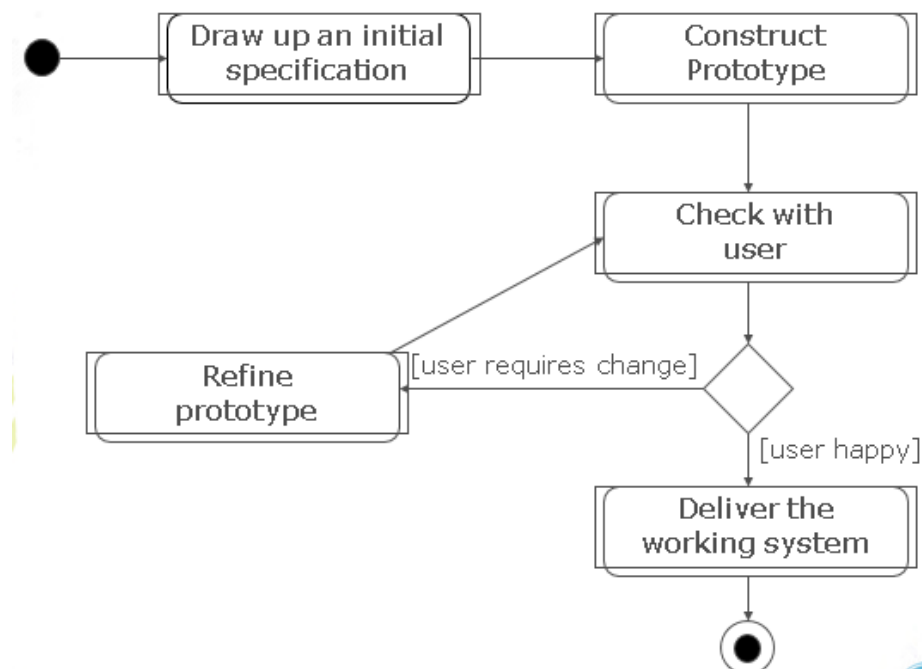 Draw up an initial
specification
Construct
Prototype
Check with
user
[user requires change]
Refine
prototype
[user happy]
Deliver the
working system